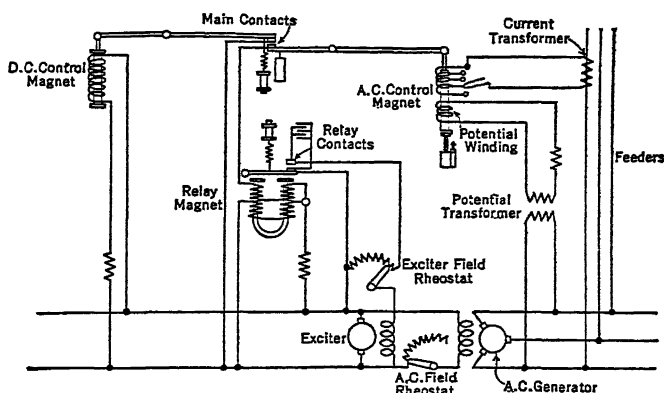 Main Contacts
Current
Transformer
D.C.Control
Magnet
A.C.Control
Magnet
Relay
Contacts
Potential
Winding
Feeders
Relay
Magnet
Potential
Transformer
Exciter Field
Rheostat
Exciter
A.C.Field
Rheostat
A.C.Generator